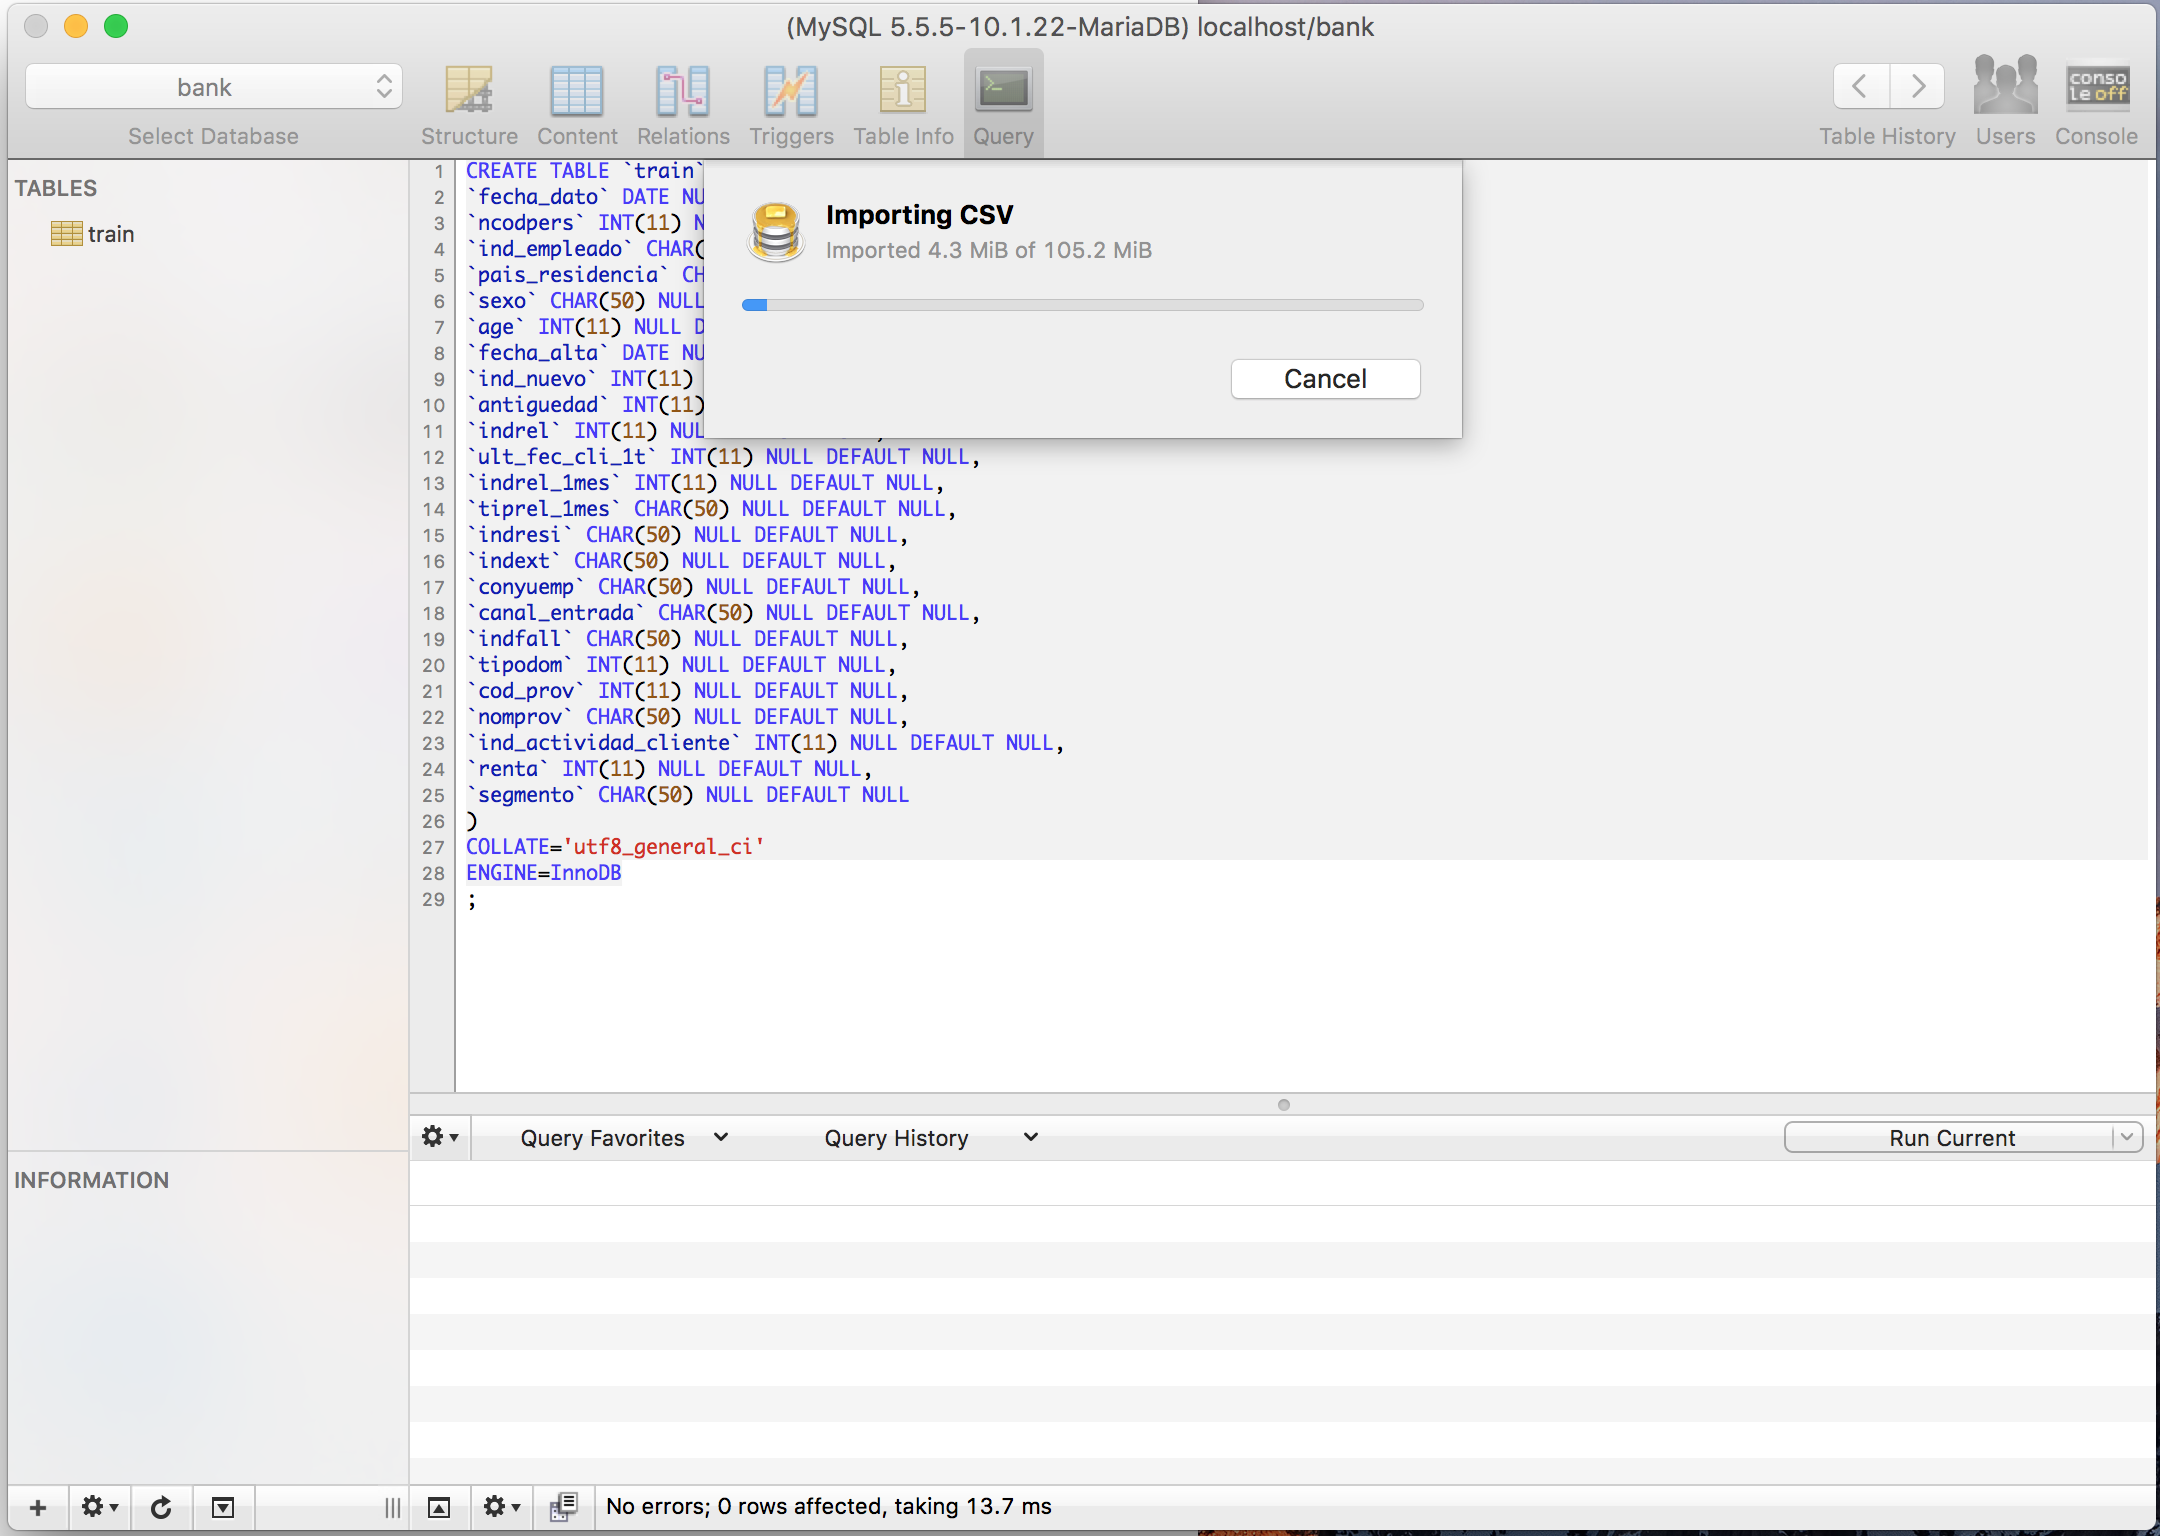 (MySQL 5.5.5-10.1.22-MariaDB) localhost/bank
bank
Select Database
Structure
Content
Relations
Triggers
Table Info
Query
Table History
Users
conso
le off
Console
TABLES
train
1 CREATE TABLE `train`
2 `fecha_dato` DATE NU
3 `ncodpers` INT(11) N
4 `ind_empleado` CHAR(
5 `pais_residencia` CH
6 `sexo` CHAR(50) NULL
7 `age` INT(11) NULL D
8 `fecha_alta` DATE NU
9 `ind_nuevo` INT(11)
10 `antiguedad` INT(11)
11 `indrel` INT(11) NUL
12 `ult_fec_cli_1t` INT(11) NULL DEFAULT NULL,
13 `indrel_1mes` INT(11) NULL DEFAULT NULL,
14 `tiprel_1mes` CHAR(50) NULL DEFAULT NULL,
15 `indresi` CHAR(50) NULL DEFAULT NULL,
16 `indext` CHAR(50) NULL DEFAULT NULL,
17 `conyuemp` CHAR(50) NULL DEFAULT NULL,
18 `canal_entrada` CHAR(50) NULL DEFAULT NULL,
19 `indfall` CHAR(50) NULL DEFAULT NULL,
20 `tipodom` INT(11) NULL DEFAULT NULL,
21 `cod_prov` INT(11) NULL DEFAULT NULL,
22 `nomprov` CHAR(50) NULL DEFAULT NULL,
23 `ind_actividad_cliente` INT(11) NULL DEFAULT NULL,
24 `renta` INT(11) NULL DEFAULT NULL,
25 `segmento` CHAR(50) NULL DEFAULT NULL
26 )
27 COLLATE='utf8_general_ci'
28 ENGINE=InnoDB
29 ;
Importing CSV
Imported 4.3 MiB of 105.2 MiB
Cancel
Query Favorites
Query History
Run Current
INFORMATION
No errors; 0 rows affected, taking 13.7 ms